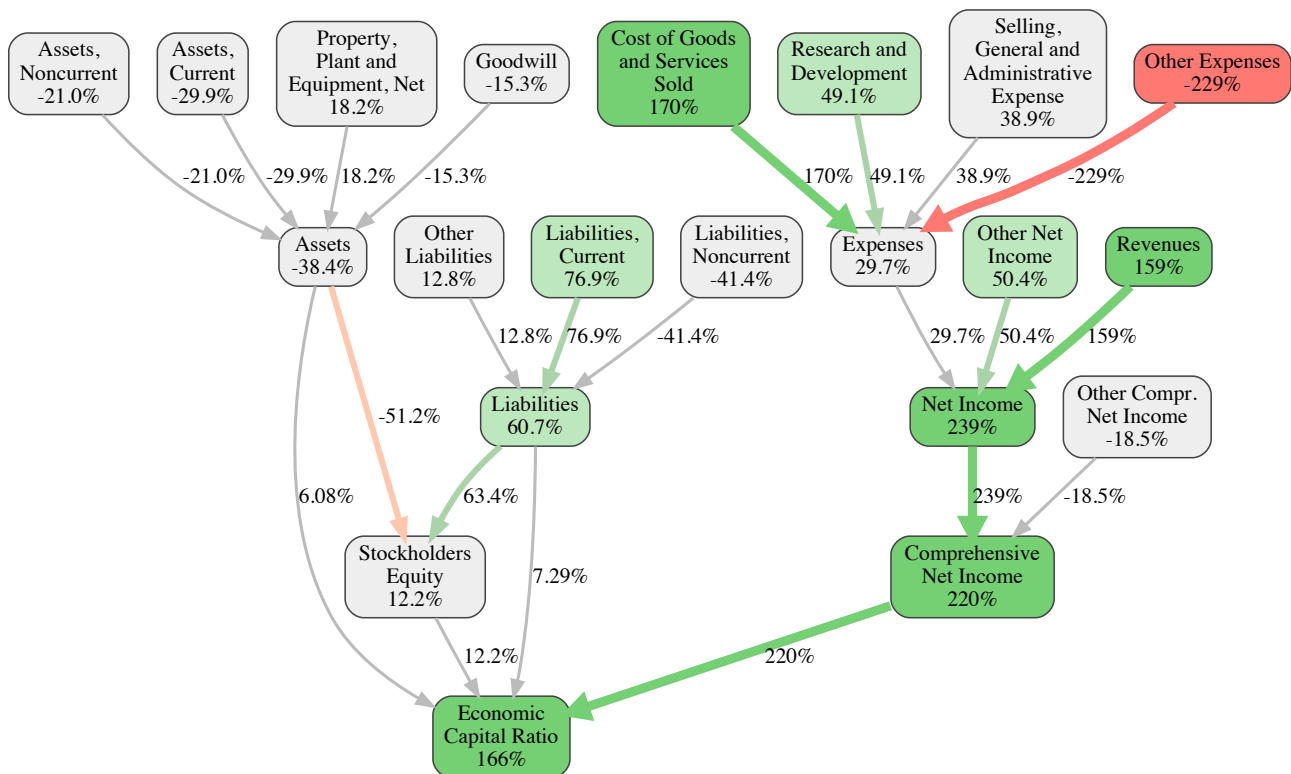 Assets,
Noncurrent
-21.0%
Assets,
Current
-29.9%
Property,
Plant and
Equipment, Net
18.2%
Goodwill
-15.3%
Cost of Goods
and Services
Sold
170%
Research and
Development
49.1%
Selling,
General and
Administrative
Expense
38.9%
Other Expenses
-229%
-21.0%
-29.9%
18.2%
-15.3%
170%
49.1%
38.9%
-229%
Assets
-38.4%
Other
Liabilities
12.8%
Liabilities,
Current
76.9%
Liabilities,
Noncurrent
-41.4%
Expenses
29.7%
Other Net
Income
50.4%
Revenues
159%
12.8%
76.9%
-41.4%
29.7%
50.4%
159%
-51.2%
Liabilities
60.7%
Net Income
239%
Other Compr.
Net Income
-18.5%
6.08%
63.4%
239%
-18.5%
Stockholders
Equity
12.2%
7.29%
Comprehensive
Net Income
220%
12.2%
220%
Economic
Capital Ratio
166%